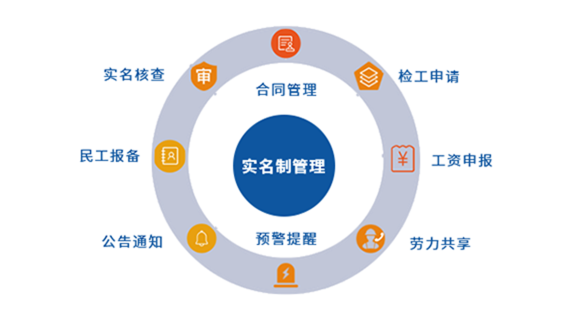 实名核查
审
合同管理
检工申请
民工报备
实名制管理
¥
工资申报
公告通知
预警提醒
劳力共享